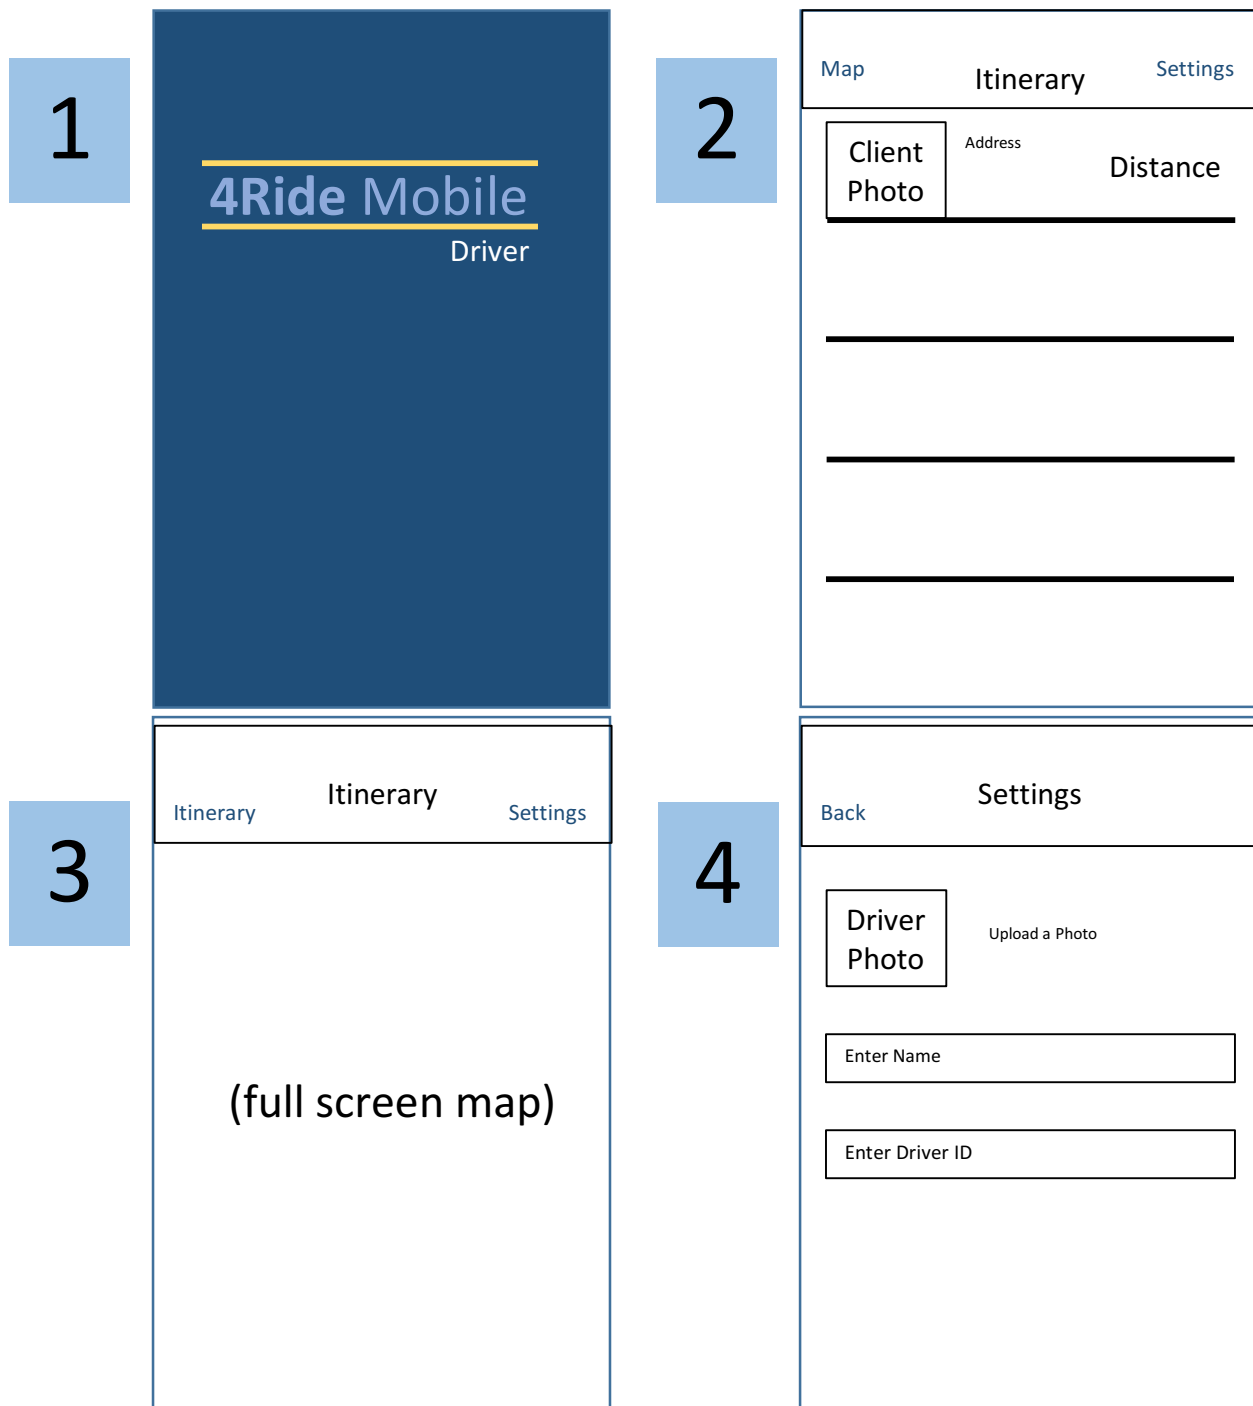 1
4Ride Mobile
Driver
2
Map Itinerary Settings
Client
Photo
Address
Distance
3
Itinerary Itinerary Settings
(full screen map)
4
Back Settings
Driver
Photo
Upload a Photo
Enter Name
Enter Driver ID